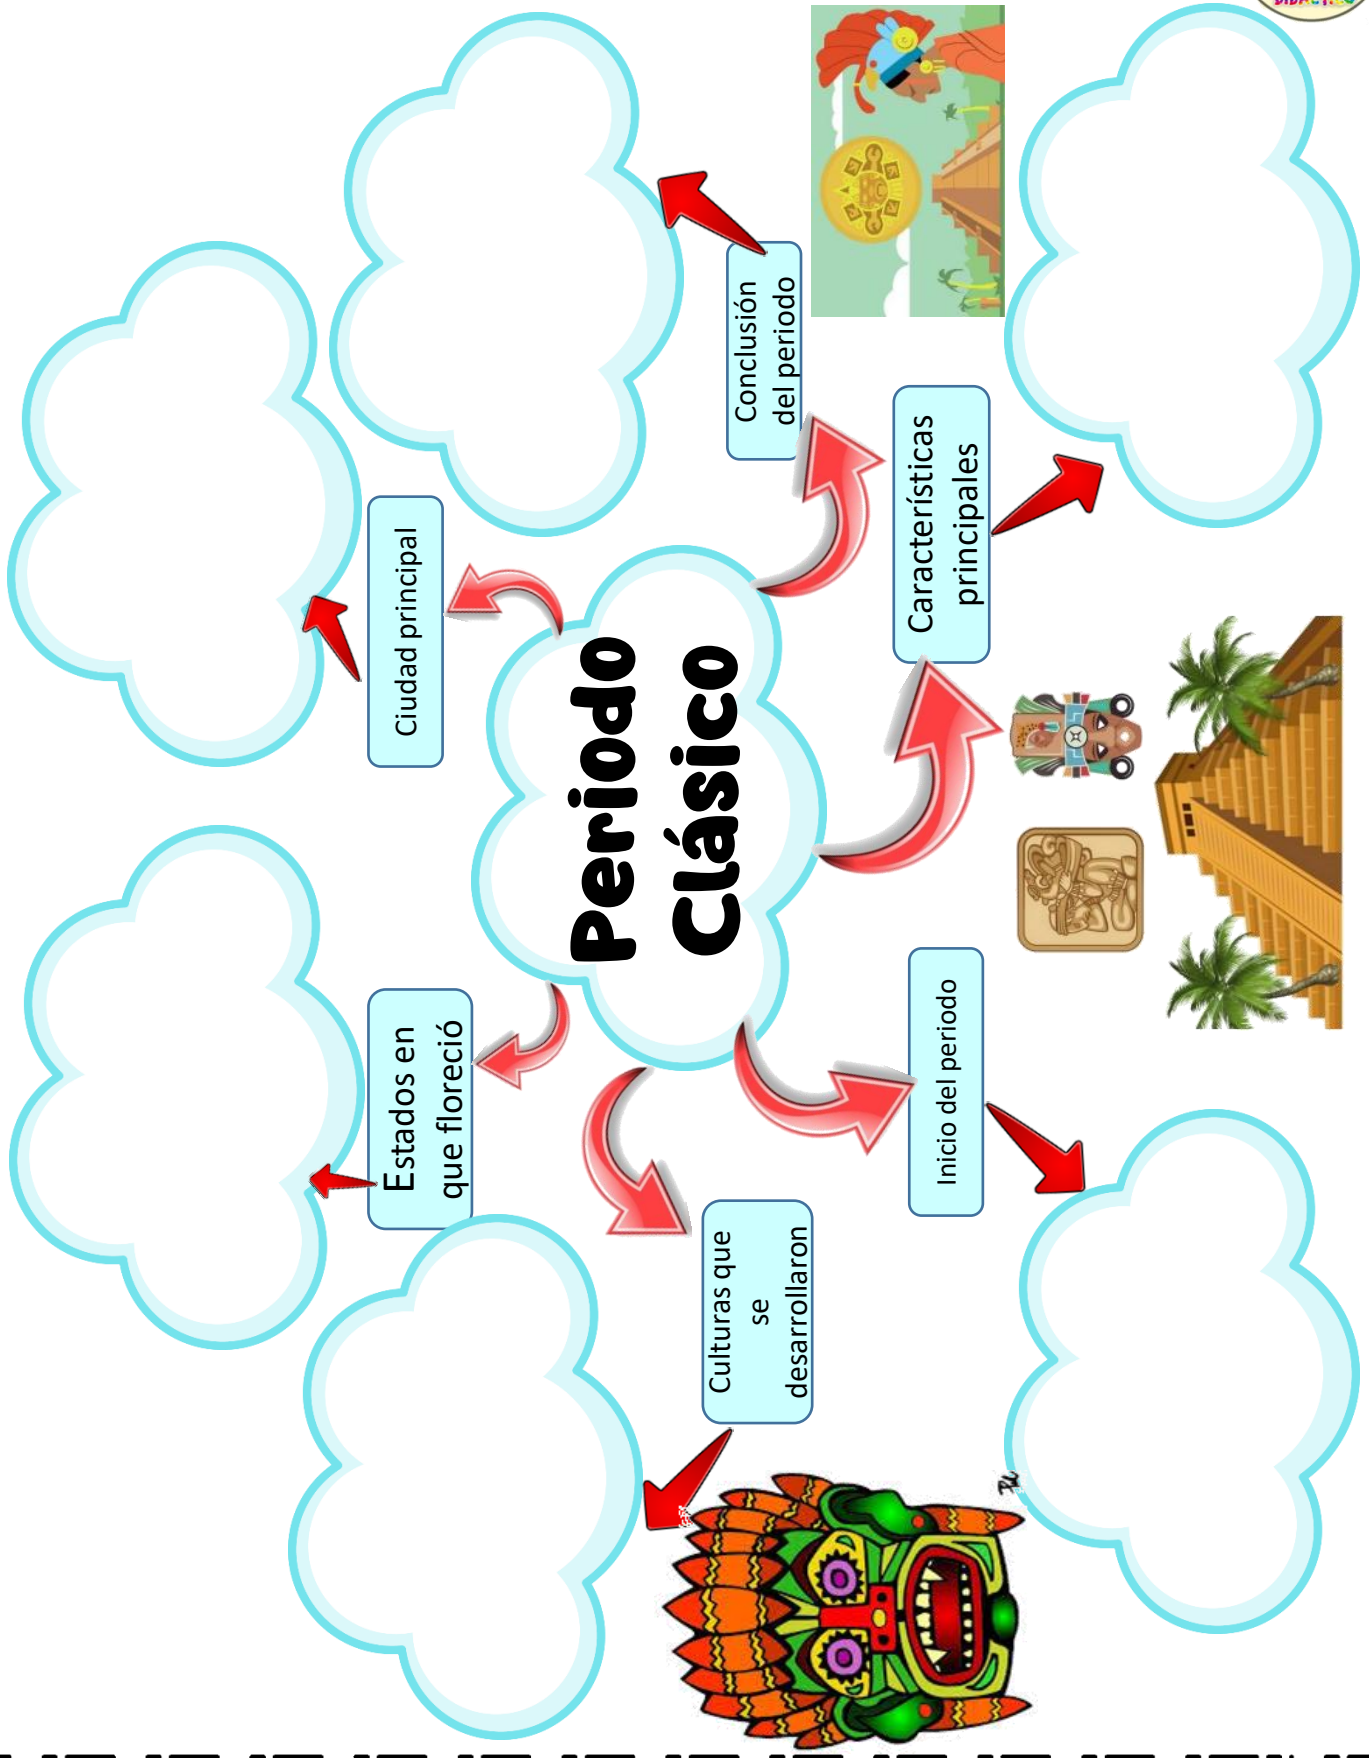 Estados en
que floreció
Ciudad principal
Periodo
Clásico
Culturas que
se
desarrollaron
Conclusión
del periodo
Inicio del periodo
Características
principales